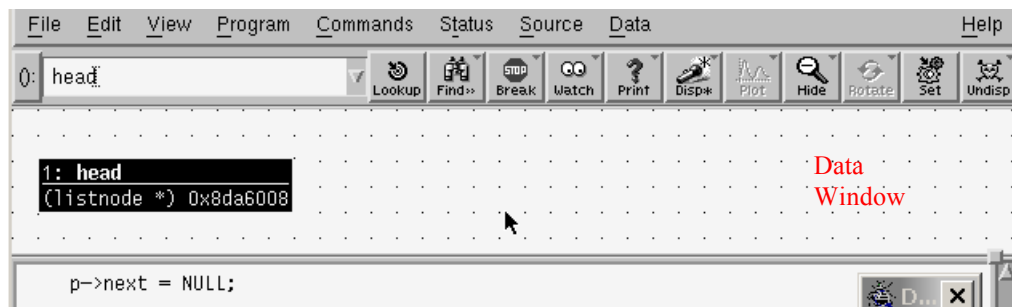 File Edit View Program Commands Status Source Data Help
(): head
Lookup Find>> Break Watch Print Disp* Plot Hide Rotate Set Undisp
STOP
1: head
(listnode *) 0x8da6008
Data
Window
p->next = NULL;
D...